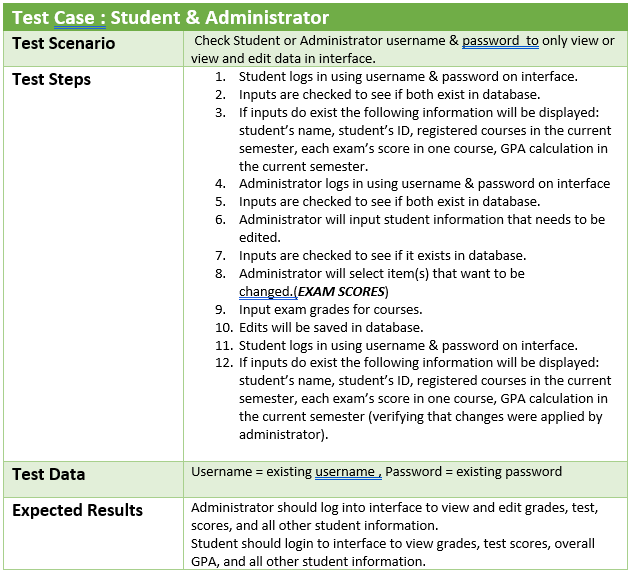 Test Case : Student & Administrator
Test Scenario
Check Student or Administrator username & password  to only view or
view and edit data in interface.
Test Steps
1. Student logs in using username & password on interface.
2. Inputs are checked to see if both exist in database.
3. If inputs do exist the following information will be displayed:
student's name, student's ID, registered courses in the current
semester, each exam's score in one course, GPA calculation in
the current semester.
4. Administrator logs in using username & password on interface
5. Inputs are checked to see if both exist in database.
6. Administrator will input student information that needs to be
edited.
7. Inputs are checked to see if it exists in database.
8. Administrator will select item(s) that want to be
changed.(EXAM SCORES)
9. Input exam grades for courses.
10. Edits will be saved in database.
11. Student logs in using username & password on interface.
12. If inputs do exist the following information will be displayed:
student's name, student's ID, registered courses in the current
semester, each exam's score in one course, GPA calculation in
the current semester (verifying that changes were applied by
administrator).
Test Data
Username = existing username , Password = existing password
Expected Results
Administrator should log into interface to view and edit grades, test,
scores, and all other student information.
Student should login to interface to view grades, test scores, overall
GPA, and all other student information.